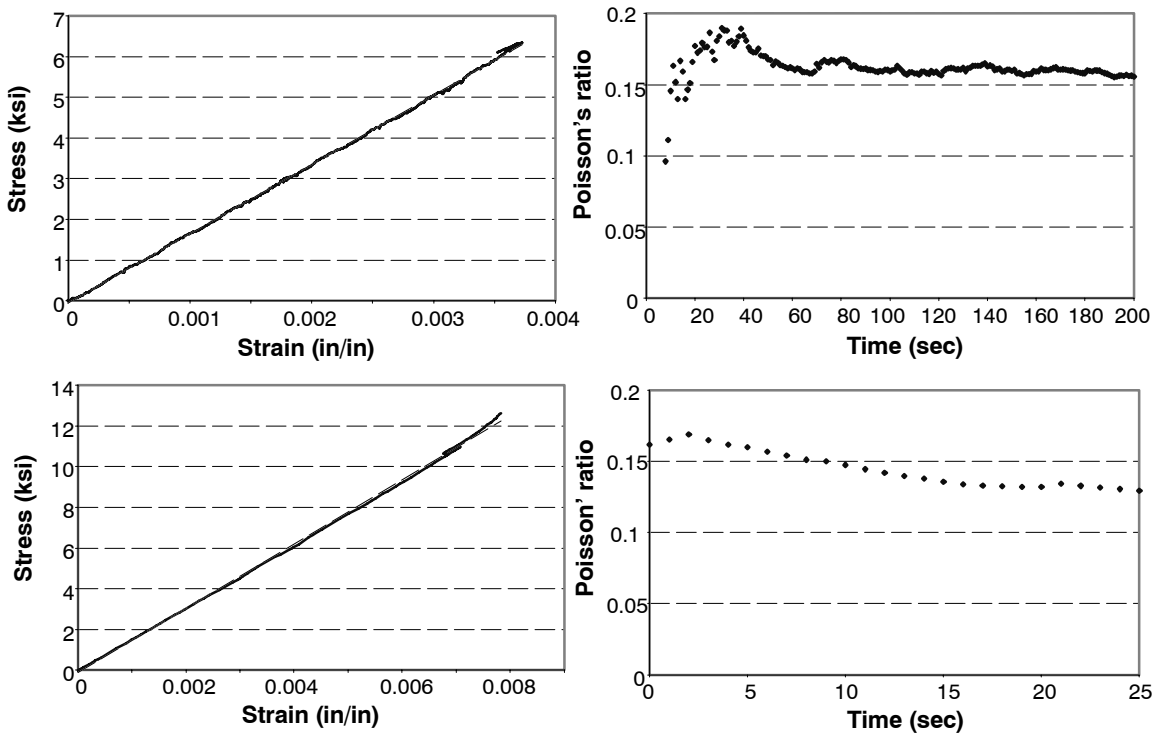 7
6
5
4
3
2
1
0
Stress (ksi)
0 0.001 0.002 0.003 0.004
Strain (in/in)
0.2
0.15
0.1
0.05
0
Poisson's ratio
0 20 40 60 80 100 120 140 160 180 200
Time (sec)
14
12
10
8
6
4
2
0
Stress (ksi)
0 0.002 0.004 0.006 0.008
Strain (in/in)
0.2
0.15
0.1
0.05
0
Poisson' ratio
0 5 10 15 20 25
Time (sec)